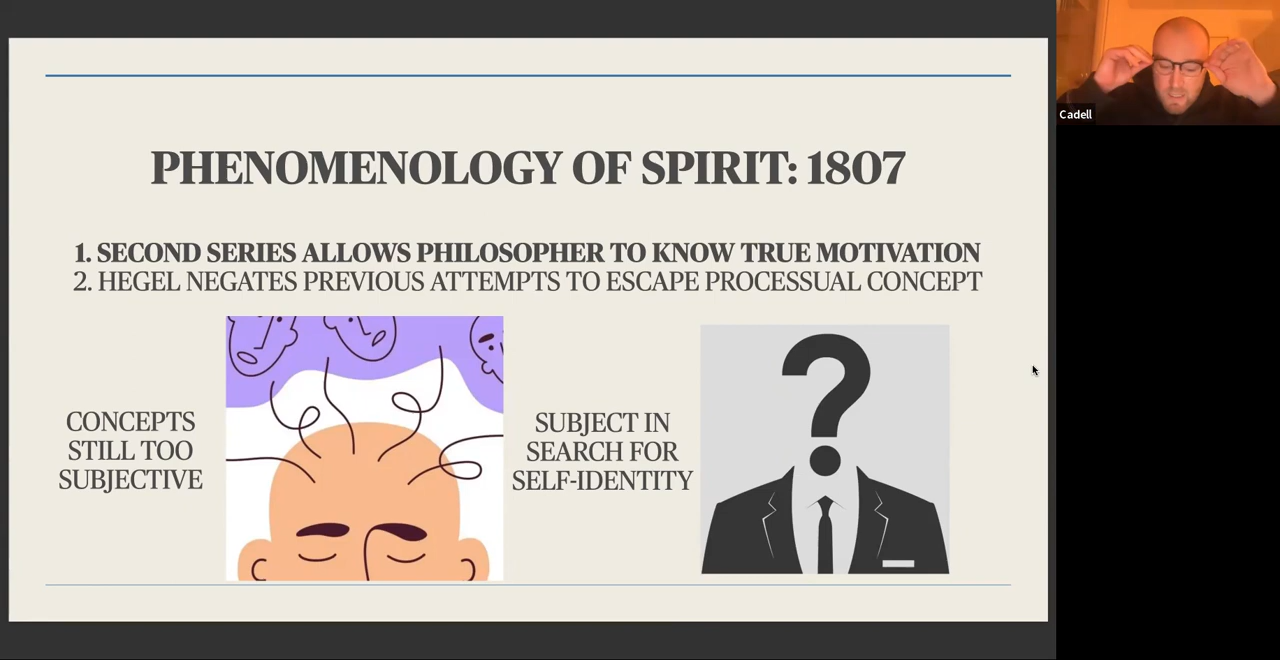 PHENOMENOLOGY OF SPIRIT: 1807
1. SECOND SERIES ALLOWS PHILOSOPHER TO KNOW TRUE MOTIVATION
2. HEGEL NEGATES PREVIOUS ATTEMPTS TO ESCAPE PROCESSUAL CONCEPT
CONCEPTS
STILL TOO
SUBJECTIVE
SUBJECT IN
SEARCH FOR
SELF-IDENTITY
?
Cadell